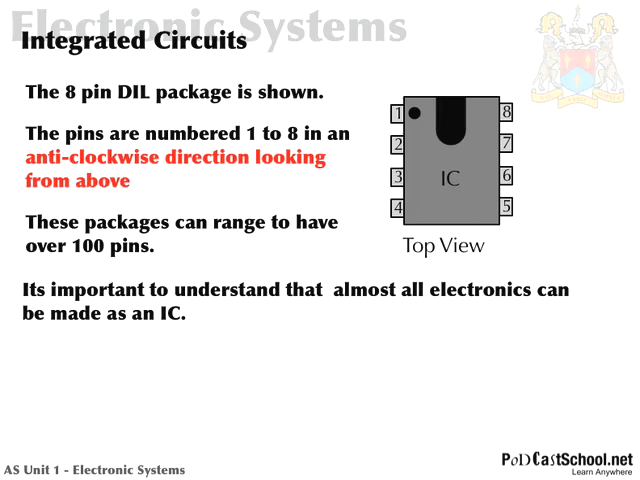 Electronic Systems
Integrated Circuits
The 8 pin DIL package is shown.
The pins are numbered 1 to 8 in an
anti-clockwise direction looking
from above
These packages can range to have
over 100 pins.
1 8
2 7
3 IC 6
4 5
Top View
Its important to understand that almost all electronics can
be made as an IC.
AS Unit 1 - Electronic Systems
PoDCastSchool.net
Learn Anywhere